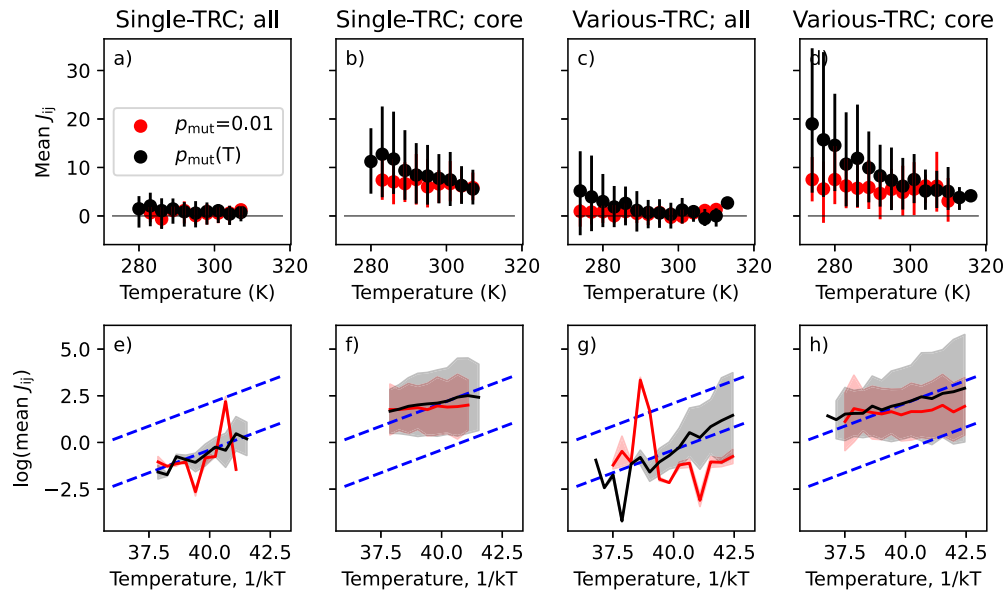 Single-TRC; all
Single-TRC; core
Various-TRC; all
Various-TRC; core
a)
b)
c)
d)
30
20
10
0
Mean J_ij
p_mut=0.01
p_mut(T)
280 300 320
280 300 320
280 300 320
280 300 320
Temperature (K)
Temperature (K)
Temperature (K)
Temperature (K)
e)
f)
g)
h)
5.0
2.5
0.0
−2.5
log(mean J_ij)
37.5 40.0 42.5
37.5 40.0 42.5
37.5 40.0 42.5
37.5 40.0 42.5
Temperature, 1/kT
Temperature, 1/kT
Temperature, 1/kT
Temperature, 1/kT